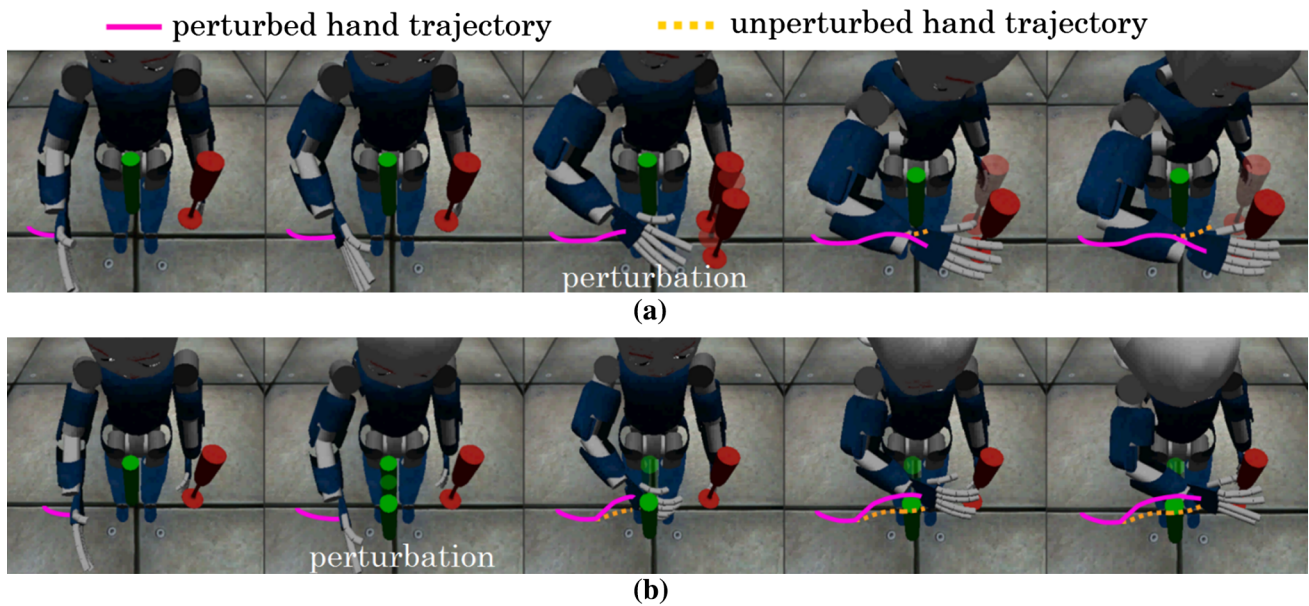 perturbed hand trajectory
unperturbed hand trajectory
perturbation
(a)
perturbation
(b)